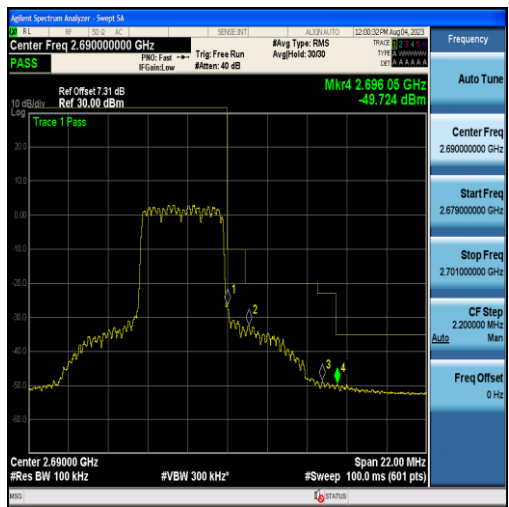 Agilent Spectrum Analyzer - Swept SA
RL RF 50 Ω AC SENSE:INT ALIGN AUTO 12:00:32 PM Aug 04, 2023
Center Freq 2.690000000 GHz
PASS
PNO: Fast
IFGain:Low
Trig: Free Run
#Atten: 40 dB
#Avg Type: RMS
Avg|Hold: 30/30
TRACE 1 2 3 4 5 6
TYPE A WWWWW
DET A A A A A A
Ref Offset 7.31 dB
10 dB/div Ref 30.00 dBm
Log
Mkr4 2.696 05 GHz
-49.724 dBm
Trace 1 Pass
20.0
10.0
0.00
-10.0
-20.0
-30.0
-40.0
-50.0
-60.0
1
2
3
4
Center 2.69000 GHz Span 22.00 MHz
#Res BW 100 kHz #VBW 300 kHz* #Sweep 100.0 ms (601 pts)
MSG STATUS
Frequency
Auto Tune
Center Freq
2.690000000 GHz
Start Freq
2.679000000 GHz
Stop Freq
2.701000000 GHz
CF Step
2.200000 MHz
Auto Man
Freq Offset
0 Hz